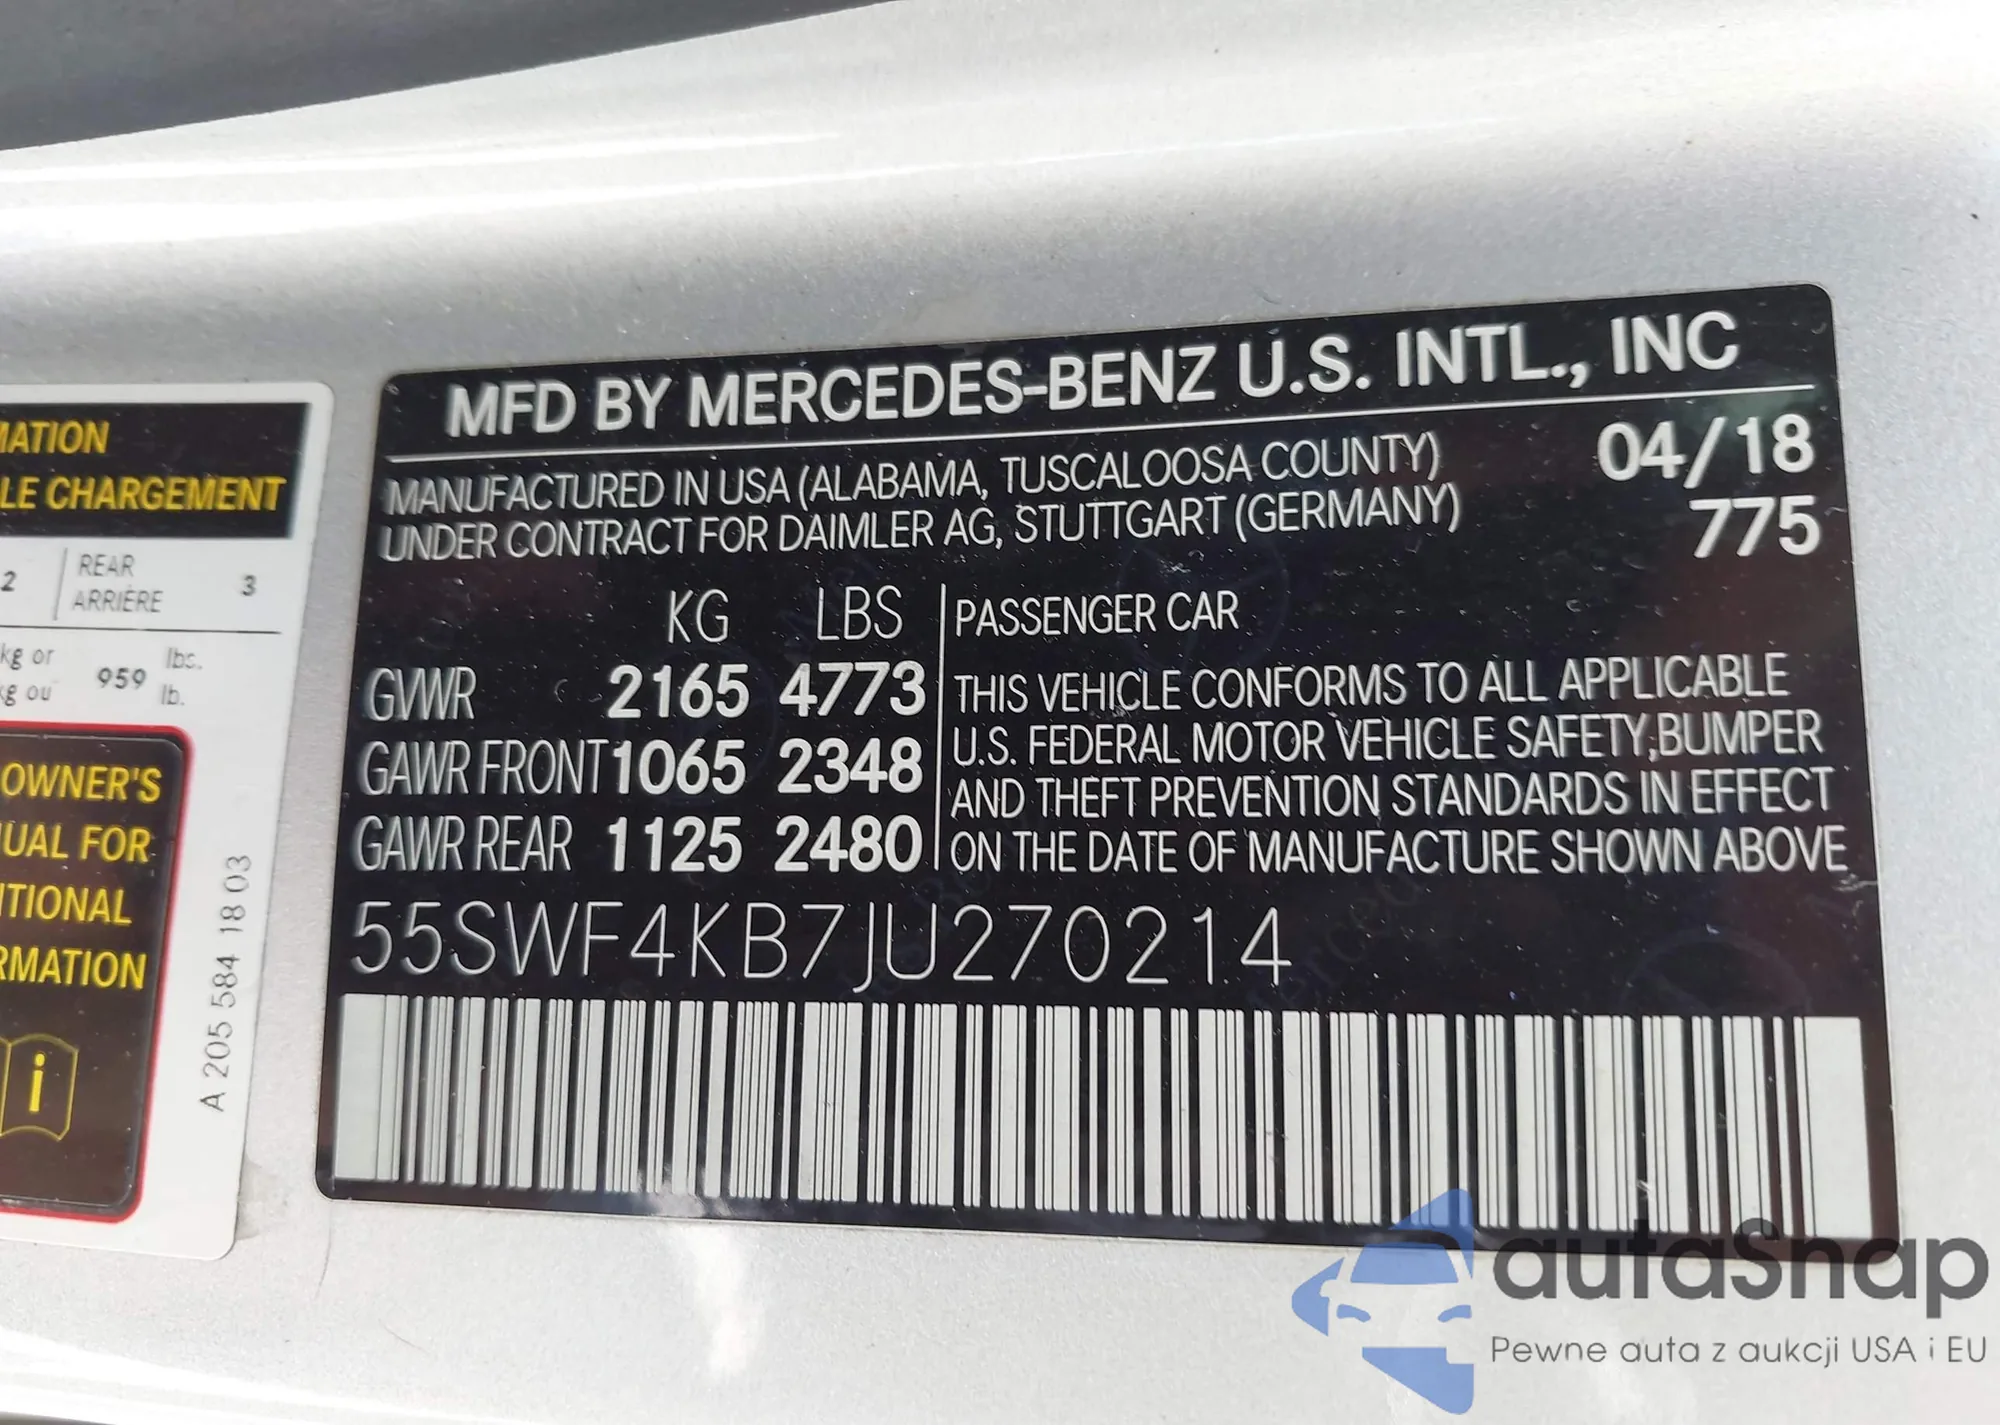 MATION
LE CHARGEMENT
2 REAR 3
ARRIÈRE
kg or 959 lbs.
kg ou lb.
OWNER'S
UAL FOR
ITIONAL
RMATION
i
A 205 584 18 03
MFD BY MERCEDES-BENZ U.S. INTL., INC
MANUFACTURED IN USA (ALABAMA, TUSCALOOSA COUNTY) 04/18
UNDER CONTRACT FOR DAIMLER AG, STUTTGART (GERMANY) 775
KG LBS
GVWR 2165 4773
GAWR FRONT 1065 2348
GAWR REAR 1125 2480
PASSENGER CAR
THIS VEHICLE CONFORMS TO ALL APPLICABLE
U.S. FEDERAL MOTOR VEHICLE SAFETY,BUMPER
AND THEFT PREVENTION STANDARDS IN EFFECT
ON THE DATE OF MANUFACTURE SHOWN ABOVE
55SWF4KB7JU270214
autaSnap
Pewne auta z aukcji USA i EU